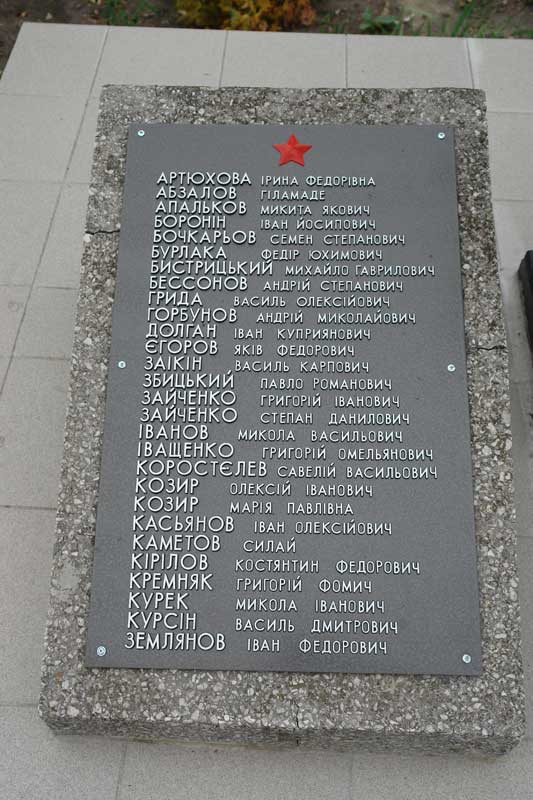 АРТЮХОВА ІРИНА ФЕДОРІВНА
АБЗАЛОВ ГІЛАМАДЕ
АПАЛЬКОВ МИКИТА ЯКОВИЧ
БОРОНІН ІВАН ЙОСИПОВИЧ
БОЧКАРЬОВ СЕМЕН СТЕПАНОВИЧ
БУРЛАКА ФЕДІР ЮХИМОВИЧ
БИСТРИЦЬКИЙ МИХАЙЛО ГАВРИЛОВИЧ
БЕССОНОВ АНДРІЙ СТЕПАНОВИЧ
ГРИДА ВАСИЛЬ ОЛЕКСІЙОВИЧ
ГОРБУНОВ АНДРІЙ МИКОЛАЙОВИЧ
ДОЛГАН ІВАН КУПРИЯНОВИЧ
ЄГОРОВ ЯКІВ ФЕДОРОВИЧ
ЗАІКІН ВАСИЛЬ КАРПОВИЧ
ЗБИЦЬКИЙ ПАВЛО РОМАНОВИЧ
ЗАЙЧЕНКО ГРИГОРІЙ ІВАНОВИЧ
ЗАЙЧЕНКО СТЕПАН ДАНИЛОВИЧ
ІВАНОВ МИКОЛА ВАСИЛЬОВИЧ
ІВАЩЕНКО ГРИГОРІЙ ОМЕЛЬЯНОВИЧ
КОРОСТЄЛЕВ САВЕЛІЙ ВАСИЛЬОВИЧ
КОЗИР ОЛЕКСІЙ ІВАНОВИЧ
КОЗИР МАРІЯ ПАВЛІВНА
КАСЬЯНОВ ІВАН ОЛЕКСІЙОВИЧ
КАМЕТОВ СИЛАЙ
КІРІЛОВ КОСТЯНТИН ФЕДОРОВИЧ
КРЕМНЯК ГРИГОРІЙ ФОМИЧ
КУРЕК МИКОЛА ІВАНОВИЧ
КУРСІН ВАСИЛЬ ДМИТРОВИЧ
ЗЕМЛЯНОВ ІВАН ФЕДОРОВИЧ